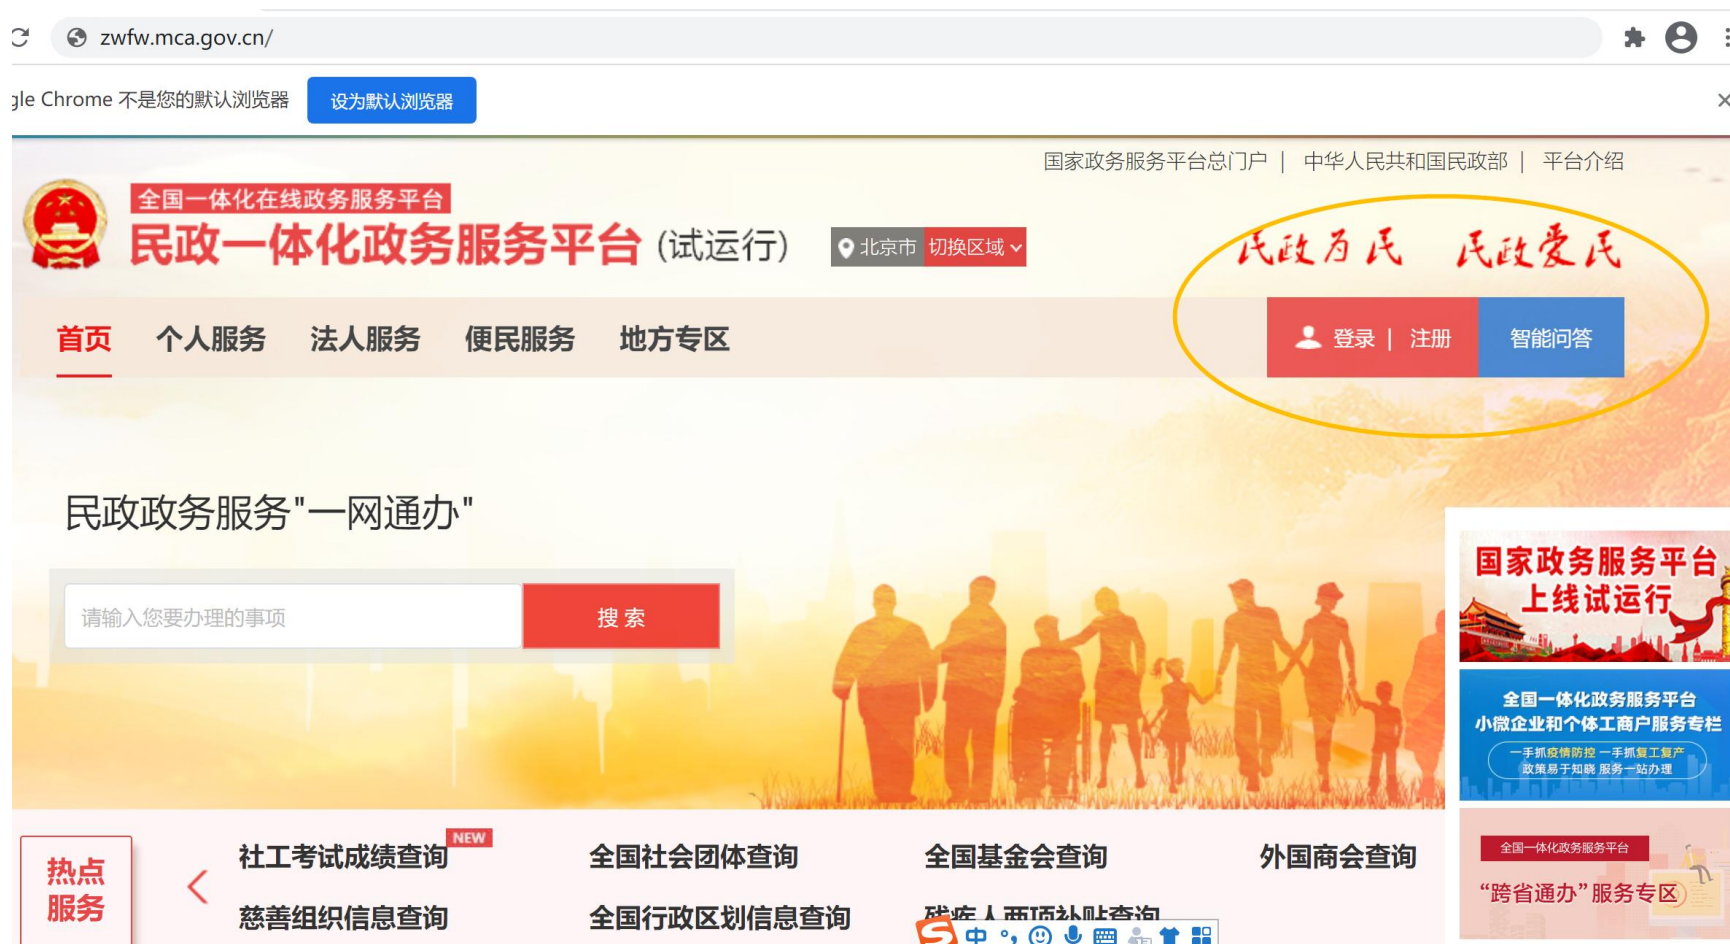 zwfw.mca.gov.cn/
gle Chrome 不是您的默认浏览器 设为默认浏览器
国家政务服务平台总门户 | 中华人民共和国民政部 | 平台介绍
全国一体化在线政务服务平台
民政一体化政务服务平台 (试运行)
北京市 切换区域
民政为民 民政爱民
首页 个人服务 法人服务 便民服务 地方专区
登录 | 注册 智能问答
民政政务服务"一网通办"
请输入您要办理的事项 搜 索
国家政务服务平台
上线试运行
全国一体化政务服务平台
小微企业和个体工商户服务专栏
一手抓疫情防控 一手抓复工复产
政策易于知晓 服务一站办理
热点
服务
社工考试成绩查询 NEW 全国社会团体查询 全国基金会查询 外国商会查询
慈善组织信息查询 全国行政区划信息查询 残疾人两项补贴查询
全国一体化政务服务平台
“跨省通办”服务专区
中